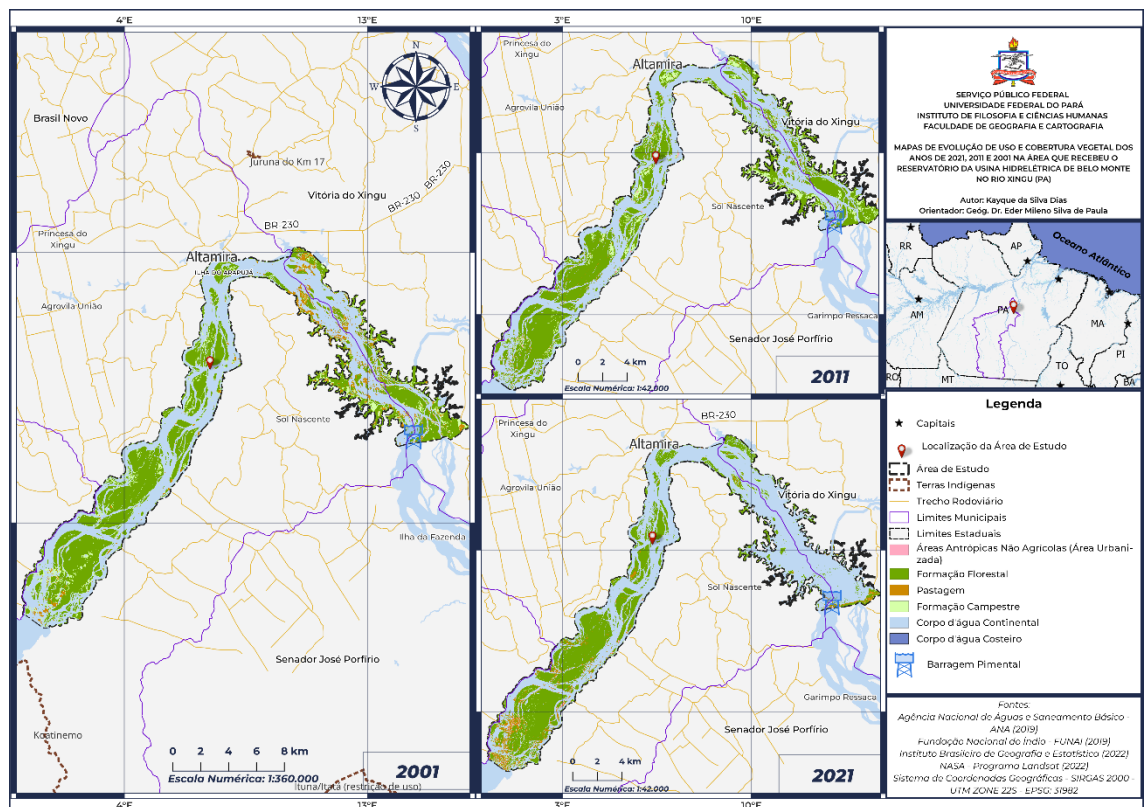 4°E
13°E
N
W
E
S
Brasil Novo
Juruna do Km 17
Vitória do Xingu
BR-230
BR-230
Princesa do
Xingu
BR 230
Altamira
ILHA DO ARAPUJÁ
Agrovila União
Sol Nascente
Ilha da Fazenda
Senador José Porfírio
Koatinemo
0 2 4 6 8 km
Escala Numérica: 1:360.000
2001
Ituna/Itatá (restrição de uso)
4°E
13°E
3°E
10°E
Princesa do
Xingu
Altamira
Agrovila União
Vitória do Xingu
Sol Nascente
Garimpo Ressaca
Senador José Porfírio
0 2 4 km
Escala Numérica: 1:42.000
2011
BR-230
Princesa do
Xingu
Altamira
Agrovila União
Vitória do Xingu
Sol Nascente
Garimpo Ressaca
Senador José Porfírio
0 2 4 km
Escala Numérica: 1:42.000
2021
3°E
10°E
SERVIÇO PÚBLICO FEDERAL
UNIVERSIDADE FEDERAL DO PARÁ
INSTITUTO DE FILOSOFIA E CIÊNCIAS HUMANAS
FACULDADE DE GEOGRAFIA E CARTOGRAFIA
MAPAS DE EVOLUÇÃO DE USO E COBERTURA VEGETAL DOS
ANOS DE 2021, 2011 E 2001 NA ÁREA QUE RECEBEU O
RESERVATÓRIO DA USINA HIDRELÉTRICA DE BELO MONTE
NO RIO XINGU (PA)
Autor: Kayque da Silva Dias
Orientador: Geóg. Dr. Eder Mileno Silva de Paula
RR
AP
Oceano Atlântico
AM
PA
MA
PI
TO
RO
MT
BA
Legenda
Capitais
Localização da Área de Estudo
Área de Estudo
Terras Indígenas
Trecho Rodoviário
Limites Municipais
Limites Estaduais
Áreas Antrópicas Não Agrícolas (Área Urbani-
zada)
Formação Florestal
Pastagem
Formação Campestre
Corpo d'água Continental
Corpo d'água Costeiro
Barragem Pimental
Fontes:
Agência Nacional de Águas e Saneamento Básico -
ANA (2019)
Fundação Nacional do Índio - FUNAI (2019)
Instituto Brasileiro de Geografia e Estatística (2022)
NASA - Programa Landsat (2022)
Sistema de Coordenadas Geográficas - SIRGAS 2000 -
UTM ZONE 22S - EPSG: 31982